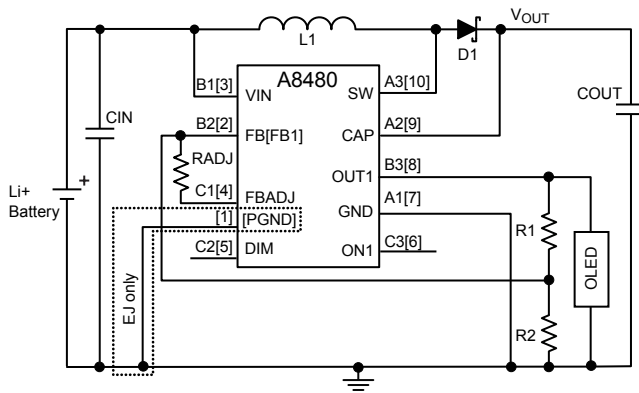 VOUT
L1
D1
A8480
B1[3]
VIN
SW
A3[10]
COUT
CIN
B2[2]
FB[FB1]
CAP
A2[9]
RADJ
OUT1
B3[8]
Li+
Battery
+
C1[4]
FBADJ
GND
A1[7]
[1]
[PGND]
R1
OLED
C2[5]
DIM
ON1
C3[6]
EJ only
R2